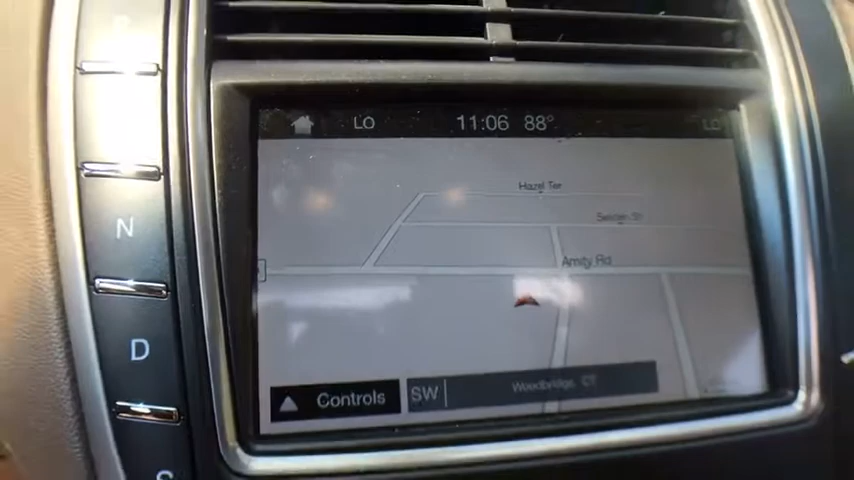 LO 11:06 88° LO
Hazel Ter
Selden St
Amity Rd
N
D
S
Controls SW Woodbridge, CT